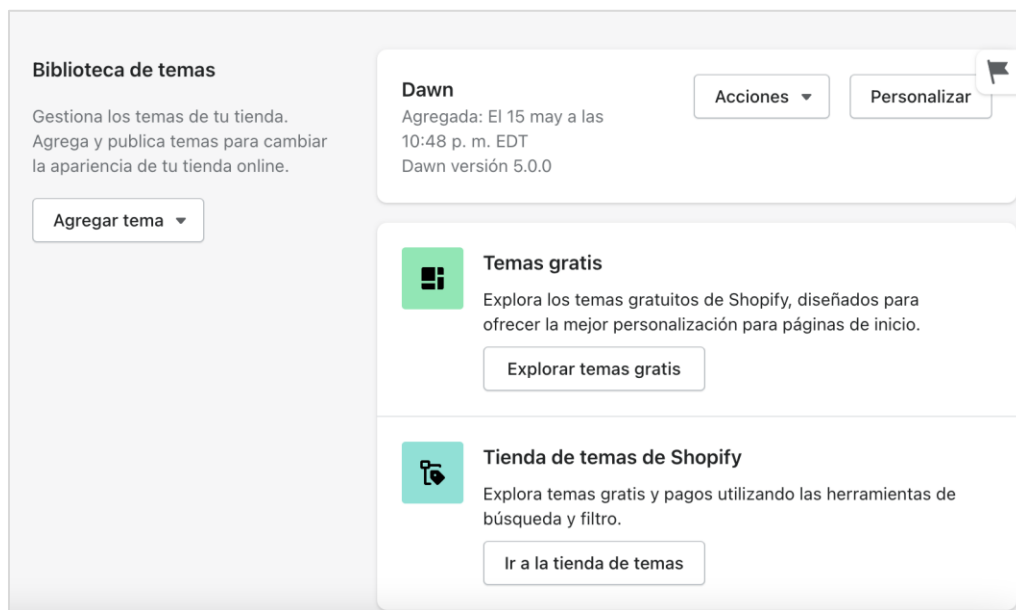 Biblioteca de temas
Gestiona los temas de tu tienda.
Agrega y publica temas para cambiar
la apariencia de tu tienda online.
Agregar tema
Dawn
Agregada: El 15 may a las
10:48 p. m. EDT
Dawn versión 5.0.0
Acciones
Personalizar
Temas gratis
Explora los temas gratuitos de Shopify, diseñados para
ofrecer la mejor personalización para páginas de inicio.
Explorar temas gratis
Tienda de temas de Shopify
Explora temas gratis y pagos utilizando las herramientas de
búsqueda y filtro.
Ir a la tienda de temas